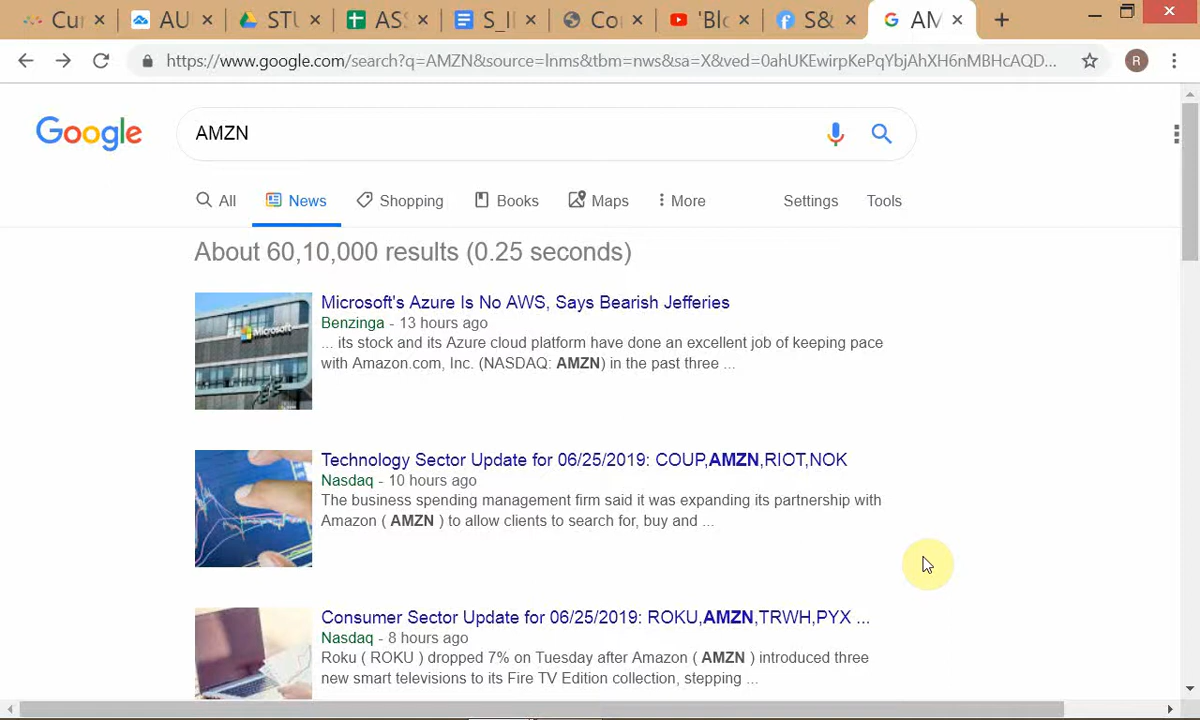 Cur
AU
STU
ASS
S_II
Co
'Blo
S&
AM
https://www.google.com/search?q=AMZN&source=lnms&tbm=nws&sa=X&ved=0ahUKEwirpKePqYbjAhXH6nMBHcAQD...
R
Google
AMZN
All
News
Shopping
Books
Maps
More
Settings
Tools
About 60,10,000 results (0.25 seconds)
Microsoft's Azure Is No AWS, Says Bearish Jefferies
Benzinga - 13 hours ago
... its stock and its Azure cloud platform have done an excellent job of keeping pace
with Amazon.com, Inc. (NASDAQ: AMZN) in the past three ...
Microsoft
Technology Sector Update for 06/25/2019: COUP,AMZN,RIOT,NOK
Nasdaq - 10 hours ago
The business spending management firm said it was expanding its partnership with
Amazon ( AMZN ) to allow clients to search for, buy and ...
Consumer Sector Update for 06/25/2019: ROKU,AMZN,TRWH,PYX ...
Nasdaq - 8 hours ago
Roku ( ROKU ) dropped 7% on Tuesday after Amazon ( AMZN ) introduced three
new smart televisions to its Fire TV Edition collection, stepping ...